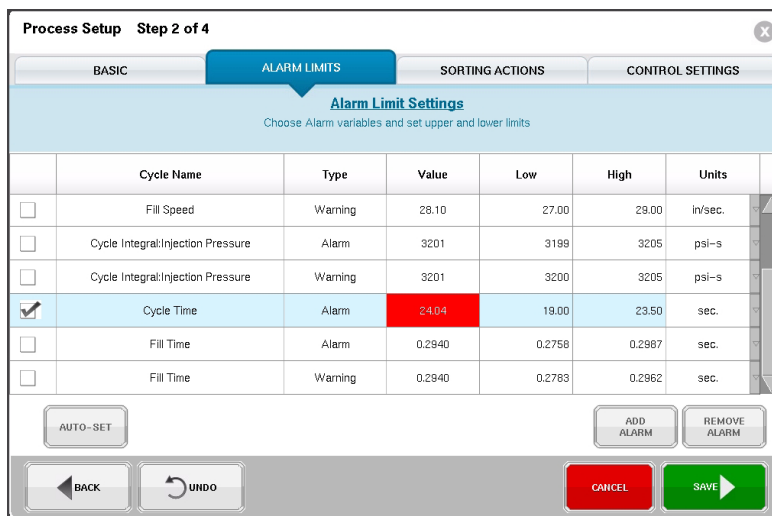 Process Setup Step 2 of 4
X
BASIC ALARM LIMITS SORTING ACTIONS CONTROL SETTINGS
Alarm Limit Settings
Choose Alarm variables and set upper and lower limits
Cycle Name Type Value Low High Units
Fill Speed Warning 28.10 27.00 29.00 in/sec.
Cycle Integral:Injection Pressure Alarm 3201 3199 3205 psi-s
Cycle Integral:Injection Pressure Warning 3201 3200 3205 psi-s
Cycle Time Alarm 24.04 19.00 23.50 sec.
Fill Time Alarm 0.2940 0.2758 0.2987 sec.
Fill Time Warning 0.2940 0.2783 0.2962 sec.
AUTO-SET ADD ALARM REMOVE ALARM
BACK UNDO CANCEL SAVE